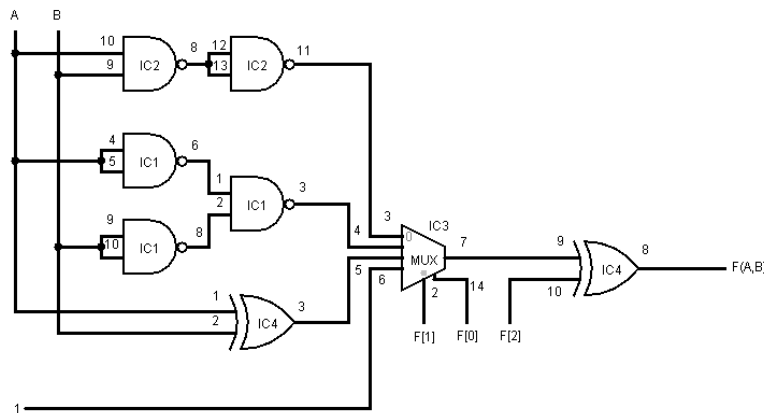 A B
10 8 12 11
9 IC2 13 IC2
4 6
5 IC1 1 3
2 IC1
9 8
10 IC1
4 3 IC3
0 7 9 8
MUX IC4 F(A,B)
5 6 2 14 10
1 3
2 IC4
F[1] F[0] F[2]
1